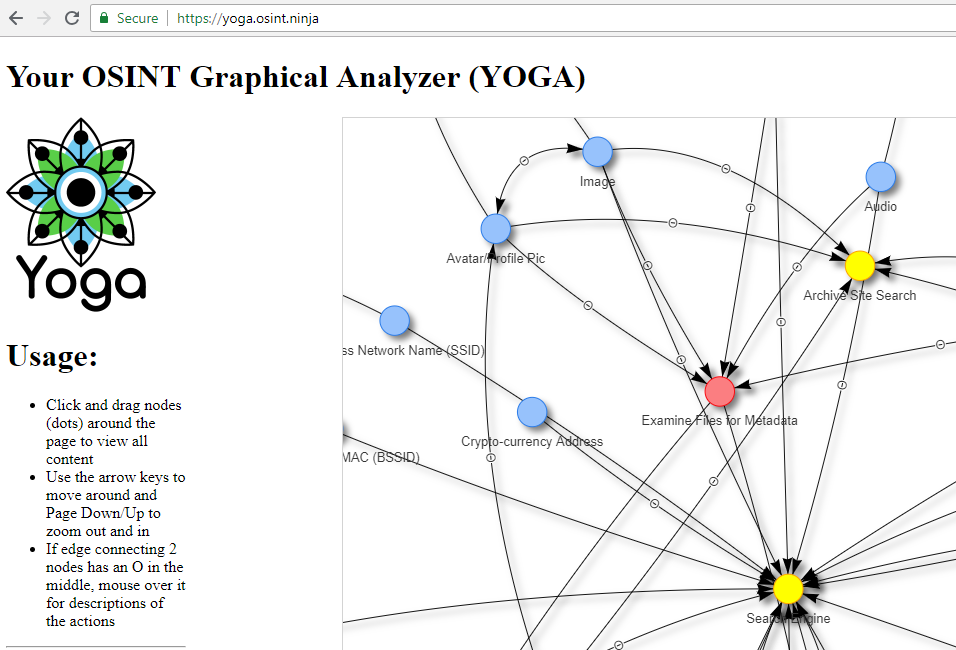 Secure https://yoga.osint.ninja
Your OSINT Graphical Analyzer (YOGA)
Yoga
Usage:
Click and drag nodes
(dots) around the
page to view all
content
Use the arrow keys to
move around and
Page Down/Up to
zoom out and in
If edge connecting 2
nodes has an O in the
middle, mouse over it
for descriptions of
the actions
Image
Audio
Avatar/Profile Pic
Archive Site Search
ss Network Name (SSID)
Examine Files for Metadata
Crypto-currency Address
MAC (BSSID)
Search Engine